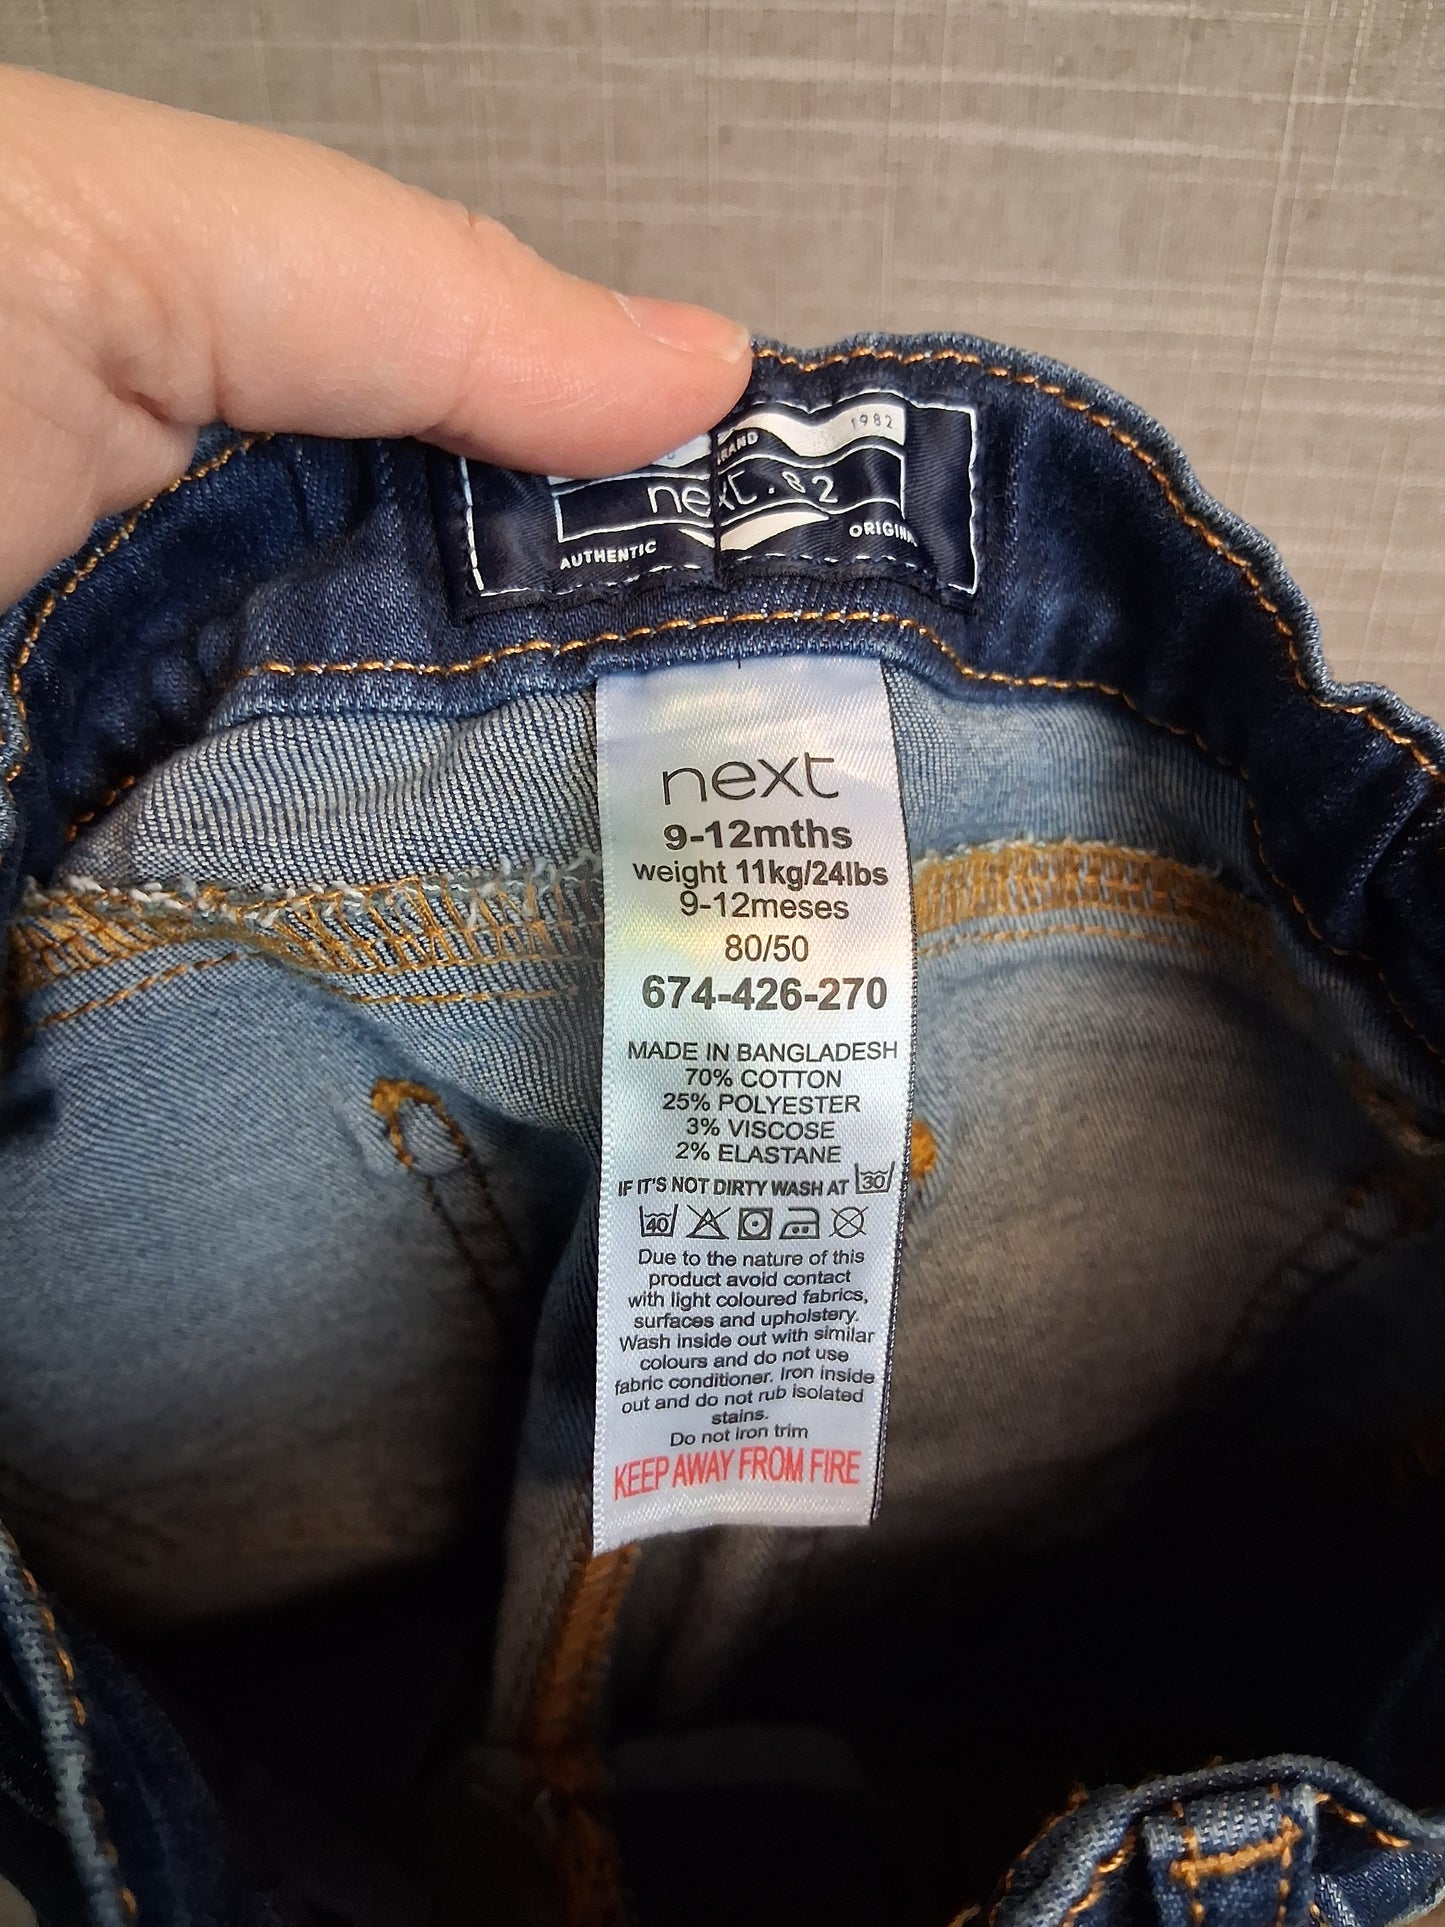 1982
BRAND
next.82
AUTHENTIC
ORIGINAL
next
9-12mths
weight 11kg/24lbs
9-12meses
80/50
674-426-270
MADE IN BANGLADESH
70% COTTON
25% POLYESTER
3% VISCOSE
2% ELASTANE
IF IT'S NOT DIRTY WASH AT 30
40
Due to the nature of this
product avoid contact
with light coloured fabrics,
surfaces and upholstery.
Wash inside out with similar
colours and do not use
fabric conditioner. Iron inside
out and do not rub isolated
stains.
Do not iron trim
KEEP AWAY FROM FIRE